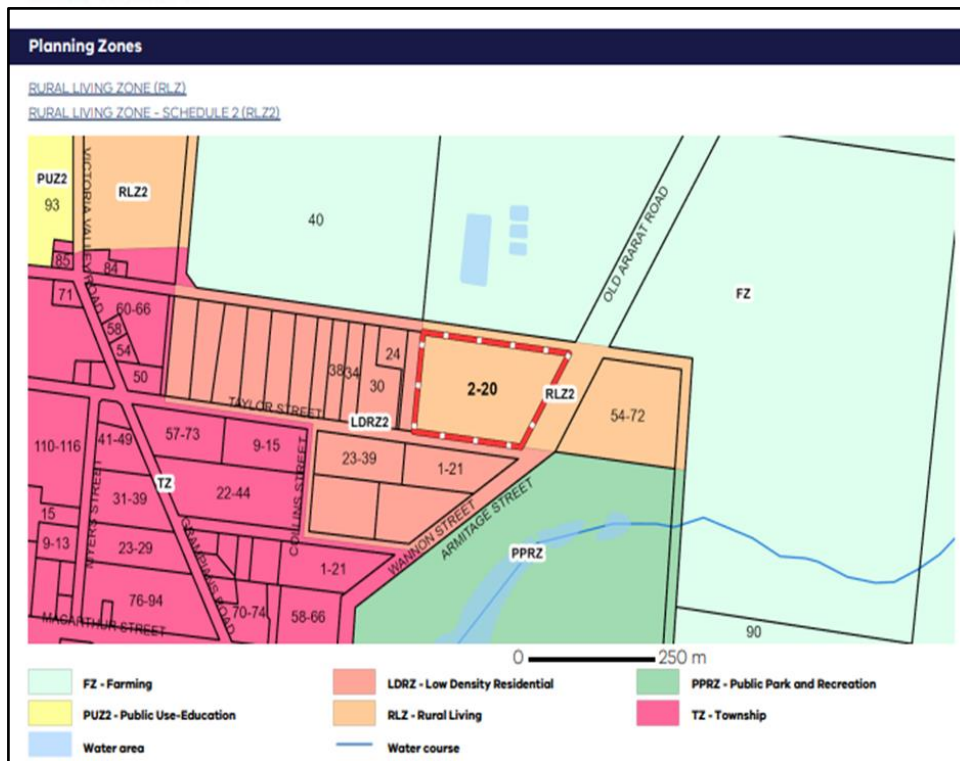 Planning Zones
RURAL LIVING ZONE (RLZ)
RURAL LIVING ZONE - SCHEDULE 2 (RLZ2)
PUZ2
93
VICTORIA VALLEY ROAD
RLZ2
40
OLD ARARAT ROAD
FZ
85
84
71
60-66
58
54
50
38
34
24
30
2-20
RLZ2
54-72
TAYLOR STREET
LDRZ2
110-116
41-49
57-73
9-15
23-39
1-21
TZ
31-39
22-44
COLLINS STREET
WANNON STREET
ARMITAGE STREET
15
MYERS STREET
9-13
23-29
GRAMPIANS ROAD
1-21
PPRZ
76-94
70-74
58-66
MACARTHUR STREET
90
0 250 m
FZ - Farming
LDRZ - Low Density Residential
PPRZ - Public Park and Recreation
PUZ2 - Public Use-Education
RLZ - Rural Living
TZ - Township
Water area
Water course